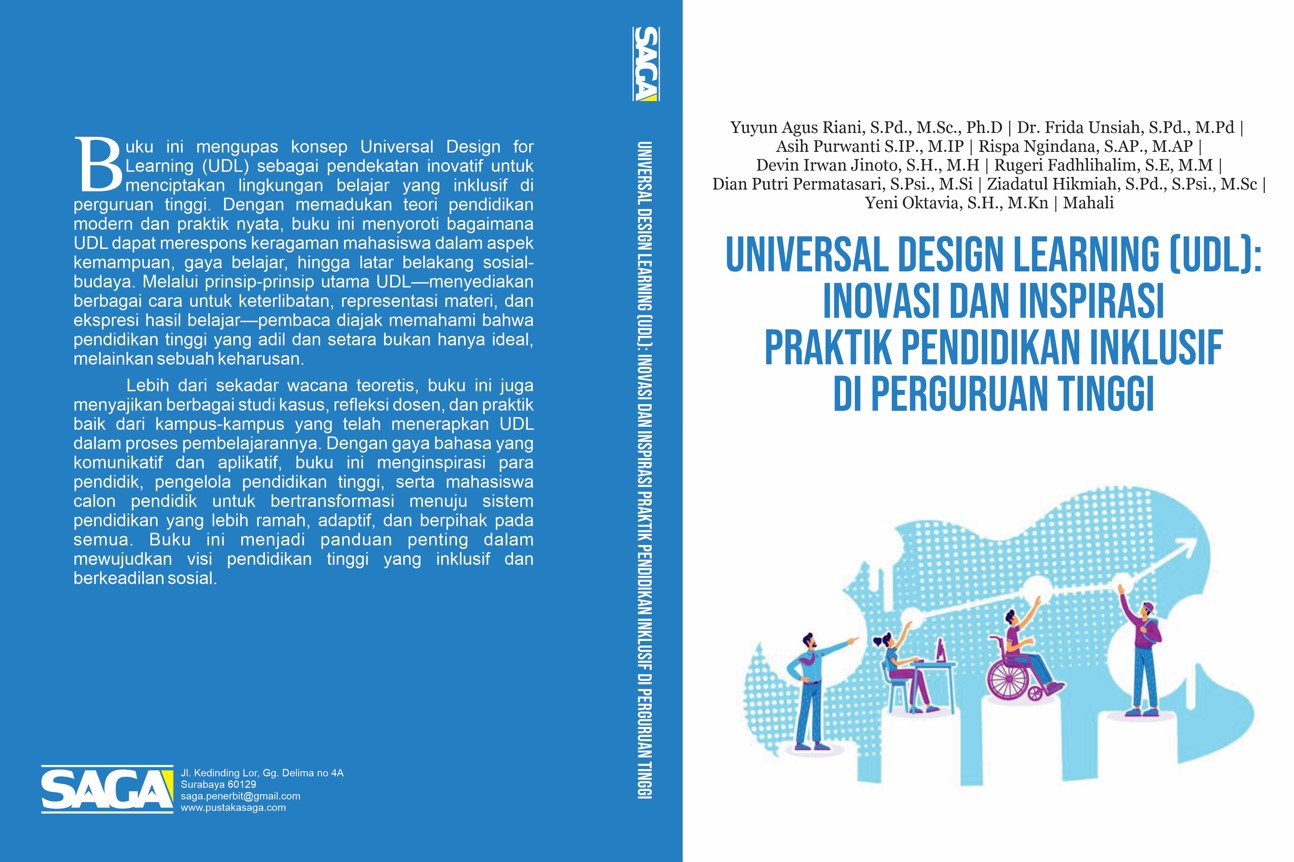 Buku ini mengupas konsep Universal Design for
Learning (UDL) sebagai pendekatan inovatif untuk
menciptakan lingkungan belajar yang inklusif di
perguruan tinggi. Dengan memadukan teori pendidikan
modern dan praktik nyata, buku ini menyoroti bagaimana
UDL dapat merespons keragaman mahasiswa dalam aspek
kemampuan, gaya belajar, hingga latar belakang sosial-
budaya. Melalui prinsip-prinsip utama UDL—menyediakan
berbagai cara untuk keterlibatan, representasi materi, dan
ekspresi hasil belajar—pembaca diajak memahami bahwa
pendidikan tinggi yang adil dan setara bukan hanya ideal,
melainkan sebuah keharusan.
Lebih dari sekadar wacana teoretis, buku ini juga
menyajikan berbagai studi kasus, refleksi dosen, dan praktik
baik dari kampus-kampus yang telah menerapkan UDL
dalam proses pembelajarannya. Dengan gaya bahasa yang
komunikatif dan aplikatif, buku ini menginspirasi para
pendidik, pengelola pendidikan tinggi, serta mahasiswa
calon pendidik untuk bertransformasi menuju sistem
pendidikan yang lebih ramah, adaptif, dan berpihak pada
semua. Buku ini menjadi panduan penting dalam
mewujudkan visi pendidikan tinggi yang inklusif dan
berkeadilan sosial.
SAGA
Jl. Kedinding Lor, Gg. Delima no 4A
Surabaya 60129
saga.penerbit@gmail.com
www.pustakasaga.com
SAGA
UNIVERSAL DESIGN LEARNING (UDL): INOVASI DAN INSPIRASI PRAKTIK PENDIDIKAN INKLUSIF DI PERGURUAN TINGGI
Yuyun Agus Riani, S.Pd., M.Sc., Ph.D | Dr. Frida Unsiah, S.Pd., M.Pd |
Asih Purwanti S.IP., M.IP | Rispa Ngindana, S.AP., M.AP |
Devin Irwan Jinoto, S.H., M.H | Rugeri Fadhlihalim, S.E, M.M |
Dian Putri Permatasari, S.Psi., M.Si | Ziadatul Hikmiah, S.Pd., S.Psi., M.Sc |
Yeni Oktavia, S.H., M.Kn | Mahali
UNIVERSAL DESIGN LEARNING (UDL):
INOVASI DAN INSPIRASI
PRAKTIK PENDIDIKAN INKLUSIF
DI PERGURUAN TINGGI